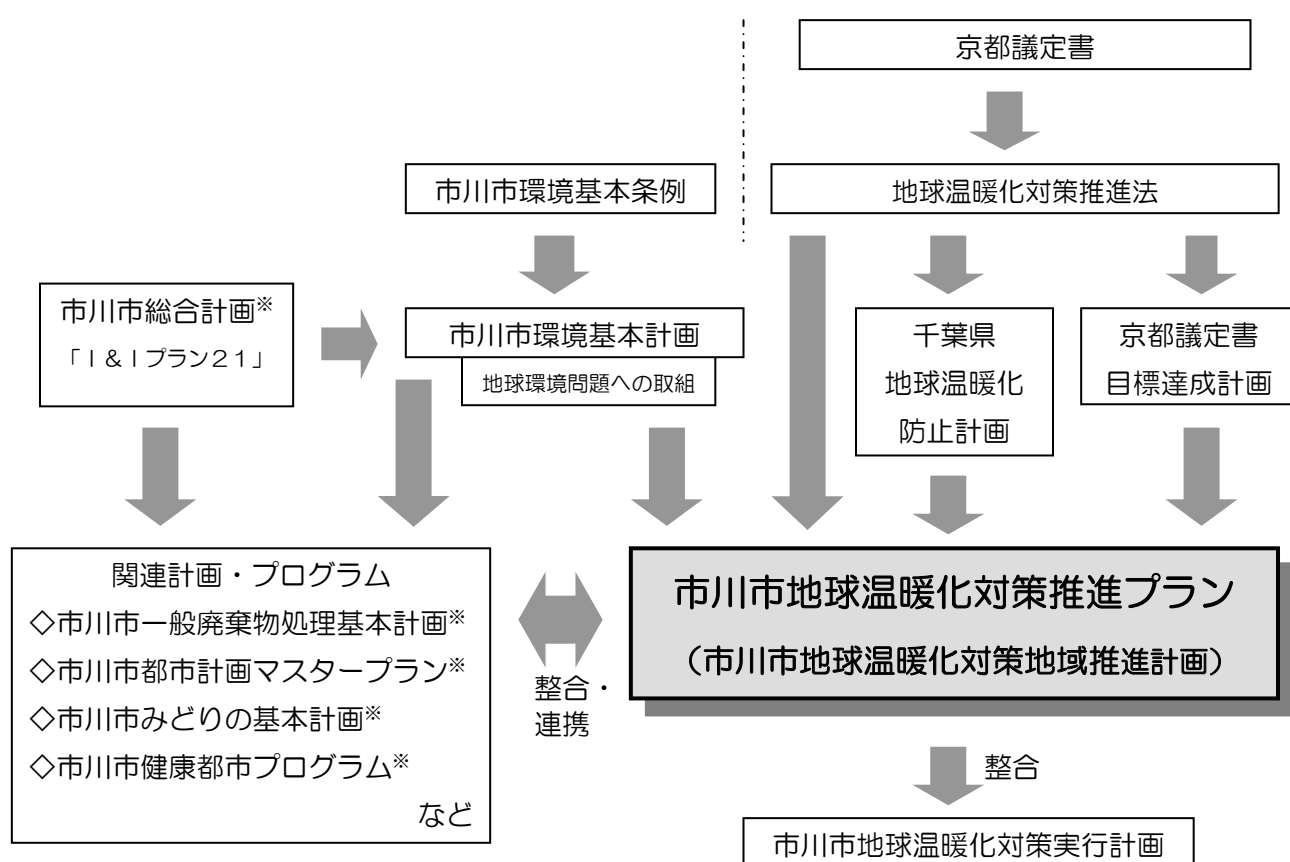 京都議定書
市川市環境基本条例
地球温暖化対策推進法
市川市総合計画※
「I&Iプラン21」
市川市環境基本計画
地球環境問題への取組
千葉県
地球温暖化
防止計画
京都議定書
目標達成計画
関連計画・プログラム
◇市川市一般廃棄物処理基本計画※
◇市川市都市計画マスタープラン※
◇市川市みどりの基本計画※
◇市川市健康都市プログラム※
など
整合・
連携
市川市地球温暖化対策推進プラン
（市川市地球温暖化対策地域推進計画）
整合
市川市地球温暖化対策実行計画